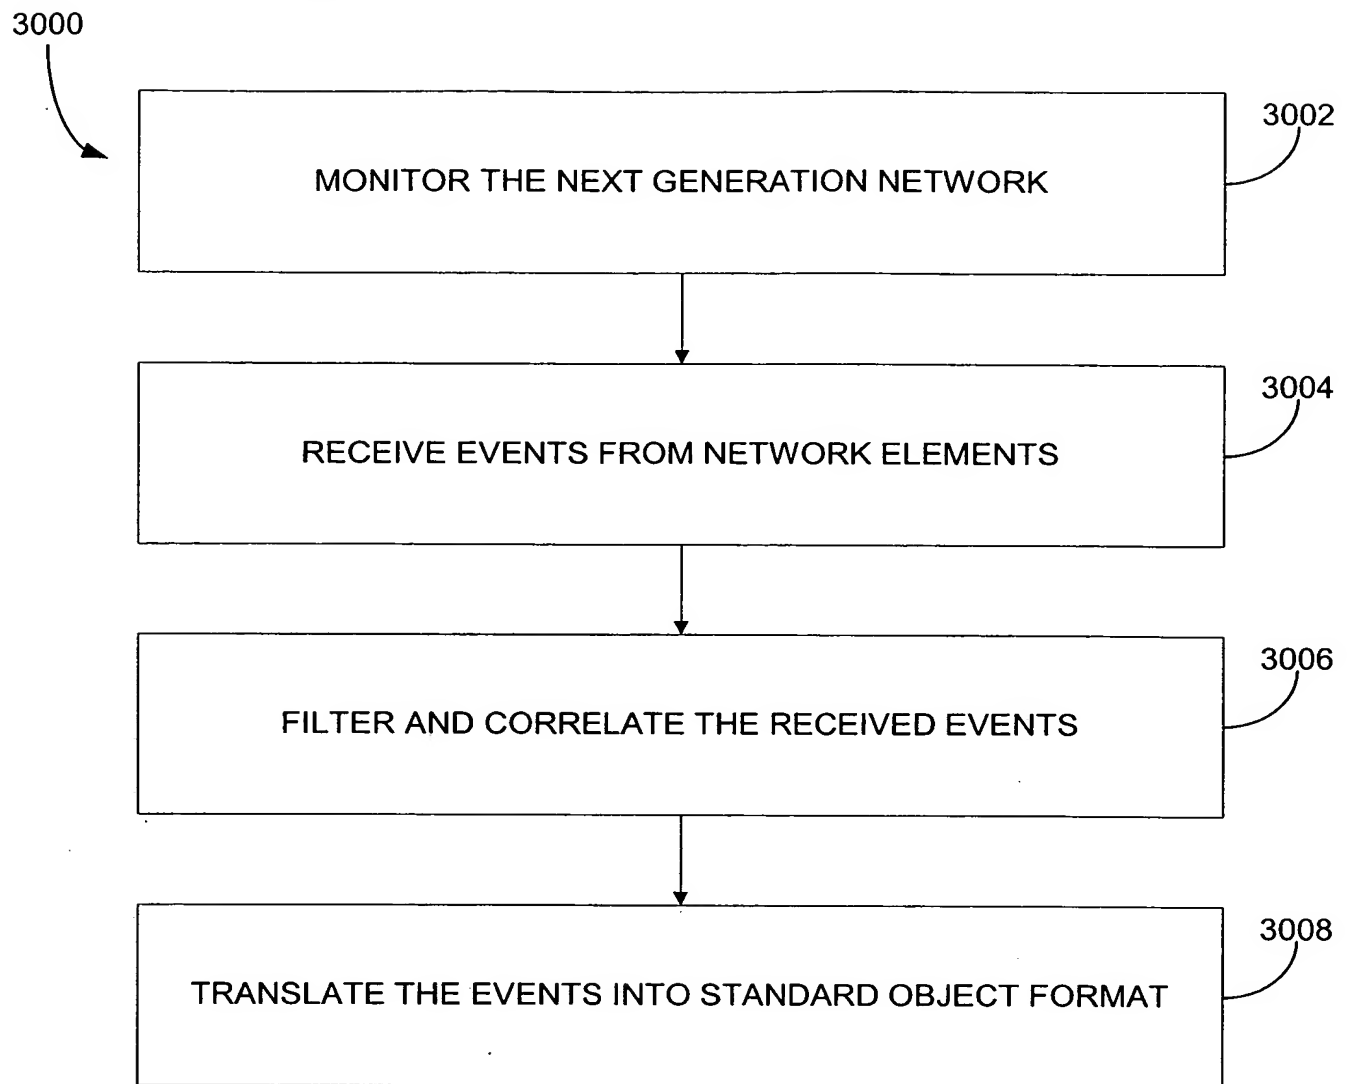 3000
3002
MONITOR THE NEXT GENERATION NETWORK
3004
RECEIVE EVENTS FROM NETWORK ELEMENTS
3006
FILTER AND CORRELATE THE RECEIVED EVENTS
3008
TRANSLATE THE EVENTS INTO STANDARD OBJECT FORMAT